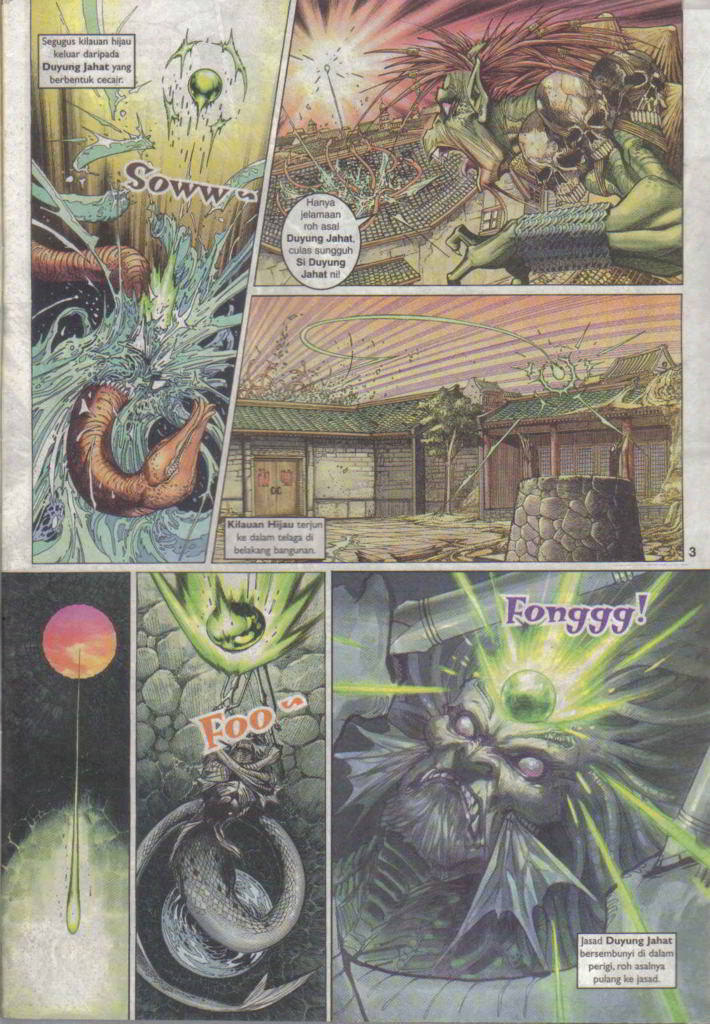 Segugus kilauan hijau
keluar daripada
Duyung Jahat yang
berbentuk cecair.
Soww~
Hanya
jelamaan
roh asal
Duyung Jahat,
culas sungguh
Si Duyung
Jahat ni!
Kilauan Hijau terjun
ke dalam telaga di
belakang bangunan.
3
Foo~
Fonggg!
Jasad Duyung Jahat
bersembunyi di dalam
perigi, roh asalnya
pulang ke jasad.